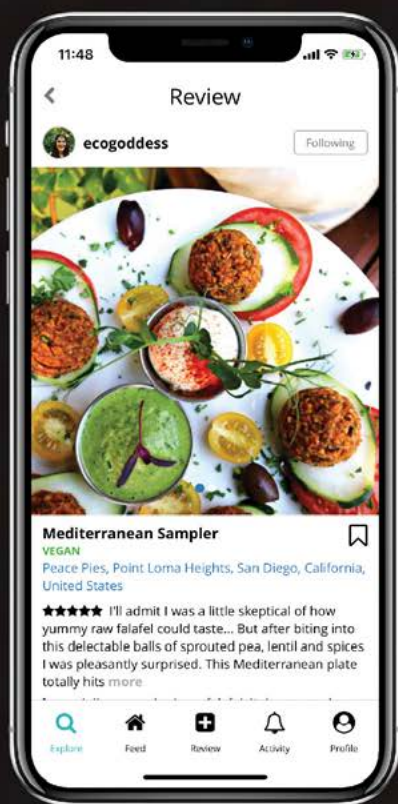 11:48
Review
ecogoddess
Following
Mediterranean Sampler
VEGAN
Peace Pies, Point Loma Heights, San Diego, California,
United States
★★★★★ I'll admit I was a little skeptical of how
yummy raw falafel could taste... But after biting into
this delectable balls of sprouted pea, lentil and spices
I was pleasantly surprised. This Mediterranean plate
totally hits more
Explore Feed Review Activity Profile